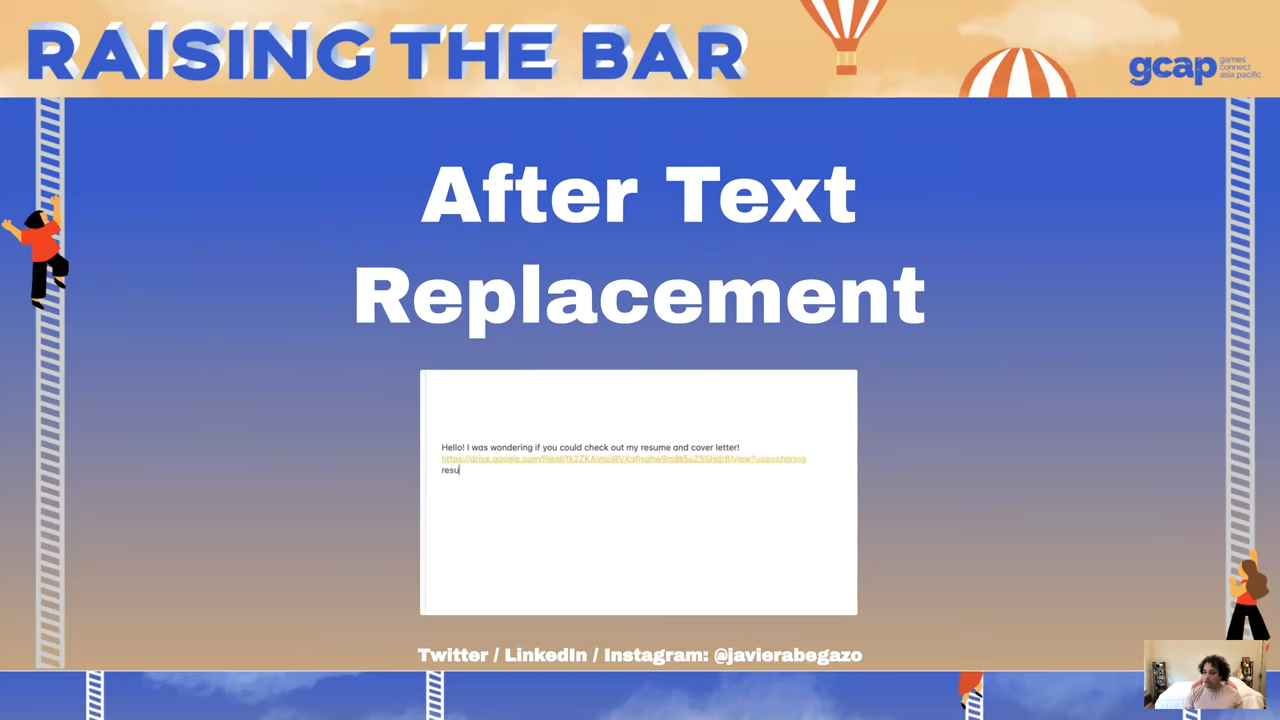 RAISING THE BAR
gcap games connect asia pacific
After Text
Replacement
Hello! I was wondering if you could check out my resume and cover letter!
resu
Twitter / LinkedIn / Instagram: @javierabegazo